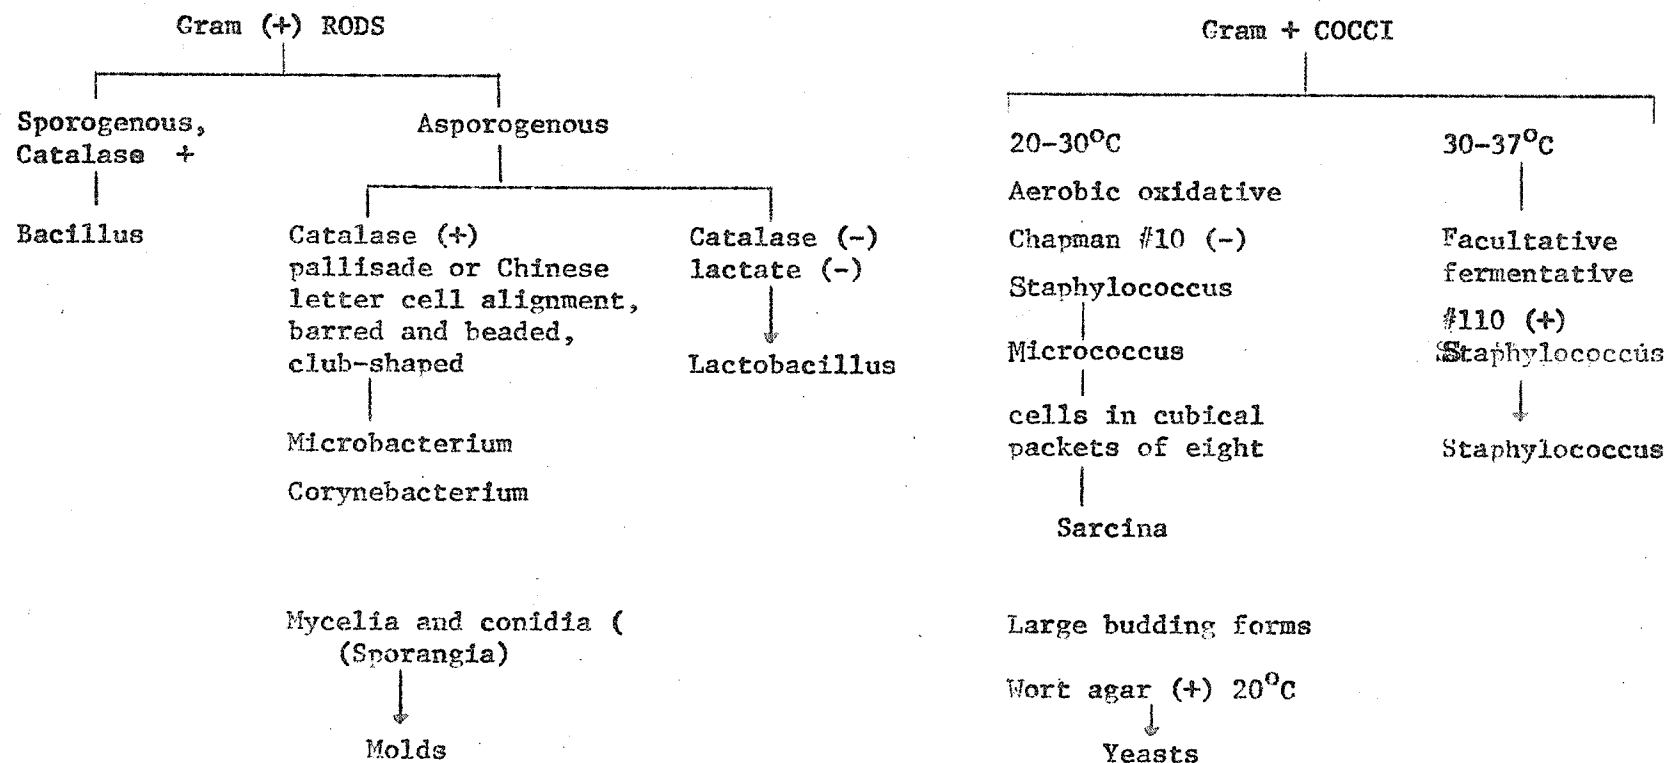 Gram (+) RODS
Sporogenous,
Catalase +
Bacillus
Asporogenous
Catalase (+)
pallisade or Chinese
letter cell alignment,
barred and beaded,
club-shaped
Microbacterium
Corynebacterium
Catalase (-)
lactate (-)
Lactobacillus
Gram + COCCI
20-30°C
Aerobic oxidative
Chapman #10 (-)
Staphylococcus
Micrococcus
cells in cubical
packets of eight
Sarcina
30-37°C
Facultative
fermentative
#110 (+)
Staphylococcus
Staphylococcus
Mycelia and conidia (
(Sporangia)
Molds
Large budding forms
Wort agar (+) 20°C
Yeasts